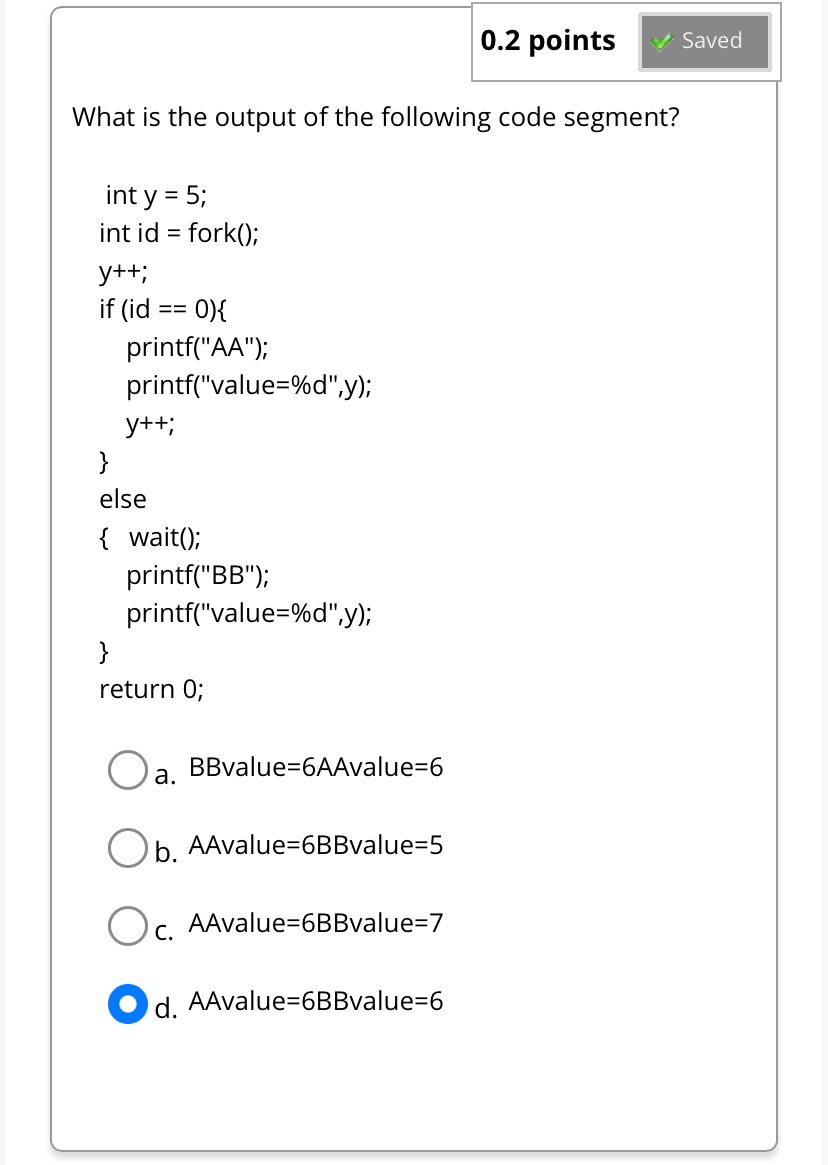 0.2 points
Saved
What is the output of the following code segment?
int y = 5;
int id = fork();
y++;
if (id == 0){
printf("AA");
printf("value=%d",y);
y++;
}
else
{ wait();
printf("BB");
printf("value=%d",y);
}
return 0;
a. BBvalue=6AAvalue=6
b. AAvalue=6BBvalue=5
c. AAvalue=6BBvalue=7
d. AAvalue=6BBvalue=6